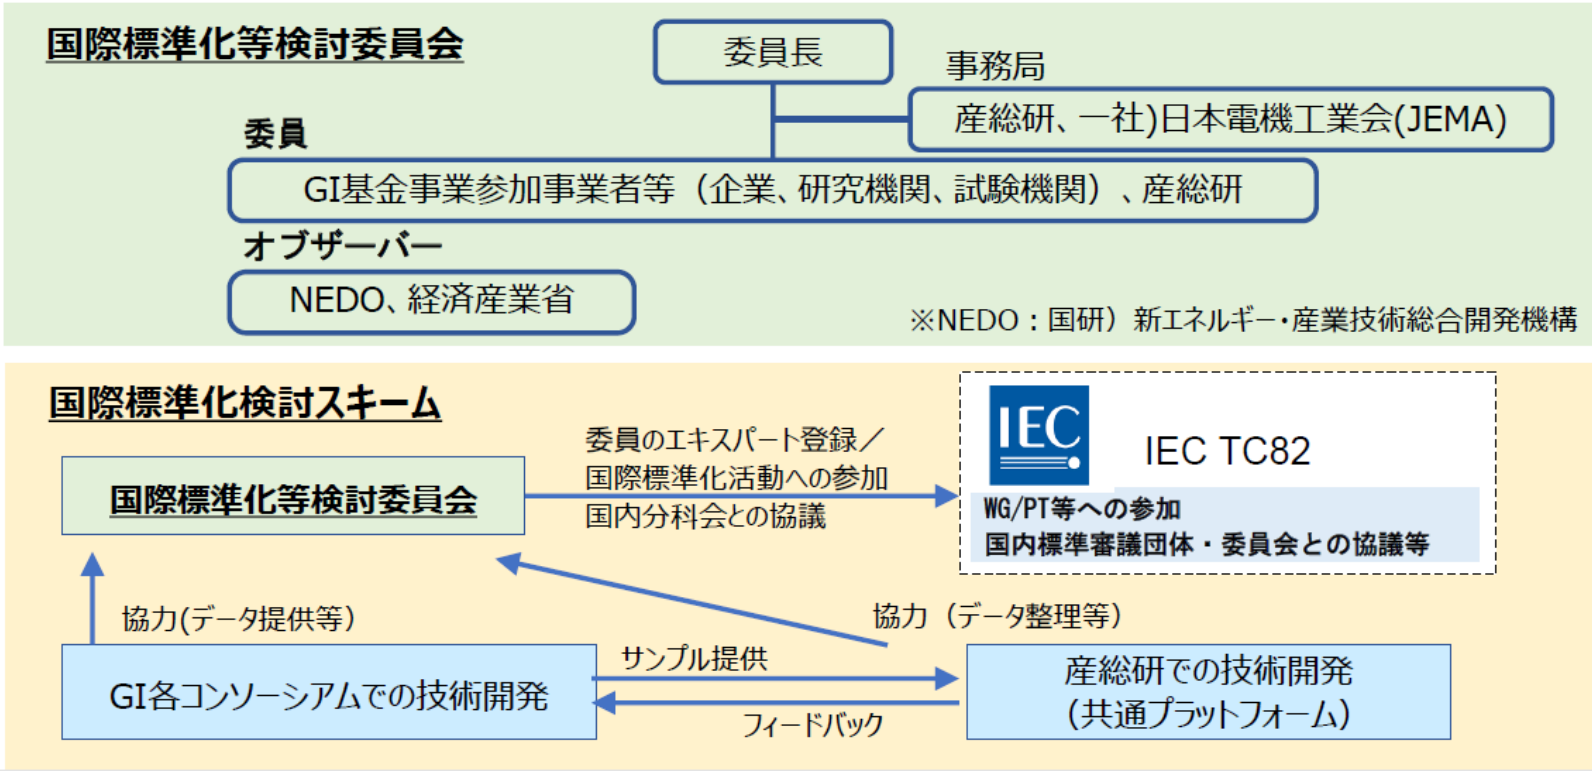 国際標準化等検討委員会
委員長
事務局
産総研、一社)日本電機工業会(JEMA)
委員
GI基金事業参加事業者等（企業、研究機関、試験機関）、産総研
オブザーバー
NEDO、経済産業省
※NEDO：国研）新エネルギー・産業技術総合開発機構
国際標準化検討スキーム
国際標準化等検討委員会
委員のエキスパート登録／
国際標準化活動への参加
国内分科会との協議
IEC
IEC TC82
WG/PT等への参加
国内標準審議団体・委員会との協議等
協力(データ提供等）
協力（データ整理等）
GI各コンソーシアムでの技術開発
サンプル提供
フィードバック
産総研での技術開発
（共通プラットフォーム）